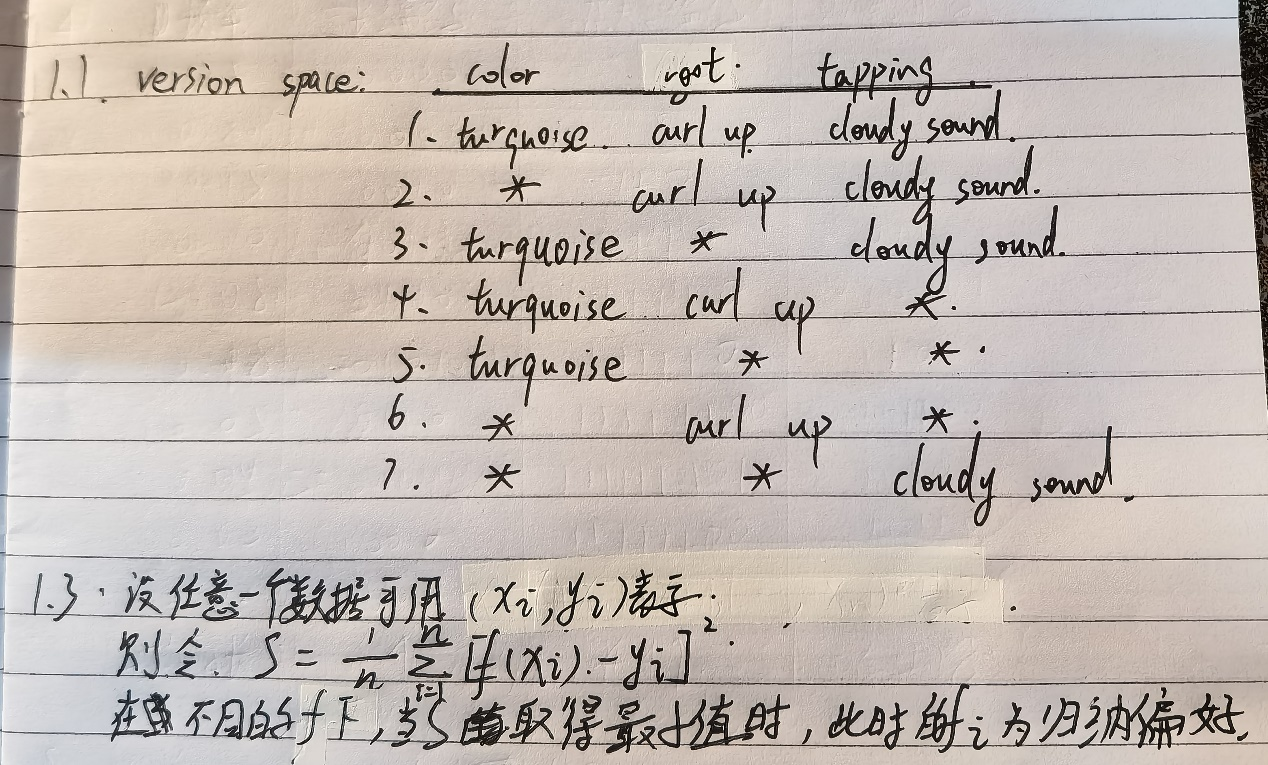 1.1. version space: color root. tapping.
1. turquoise. curl up. cloudy sound.
2. * curl up cloudy sound.
3. turquoise * cloudy sound.
4. turquoise curl up *.
5. turquoise * *.
6. * curl up *.
7. * * cloudy sound.
1.3. 设任意一个数据可用 (xi, yi)表示.
则令. S = 1/n Σ_{i=1}^{n} [f(xi).-yi]².
在不同的f下,当S取得最小值时,此时的fi为归纳偏好.